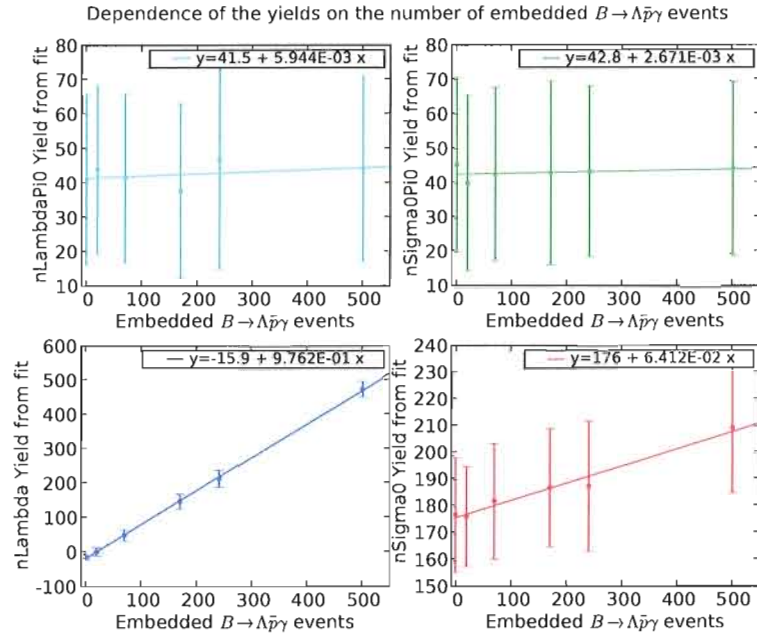 Dependence of the yields on the number of embedded B→Λp̄γ events
80
70
60
50
40
30
20
10
nLambdaPi0 Yield from fit
y=41.5 + 5.944E-03 x
0 100 200 300 400 500
Embedded B→Λp̄γ events
80
70
60
50
40
30
20
10
nSigma0Pi0 Yield from fit
y=42.8 + 2.671E-03 x
0 100 200 300 400 500
Embedded B→Λp̄γ events
600
500
400
300
200
100
0
-100
nLambda Yield from fit
y=-15.9 + 9.762E-01 x
0 100 200 300 400 500
Embedded B→Λp̄γ events
240
230
220
210
200
190
180
170
160
150
nSigma0 Yield from fit
y=176 + 6.412E-02 x
0 100 200 300 400 500
Embedded B→Λp̄γ events